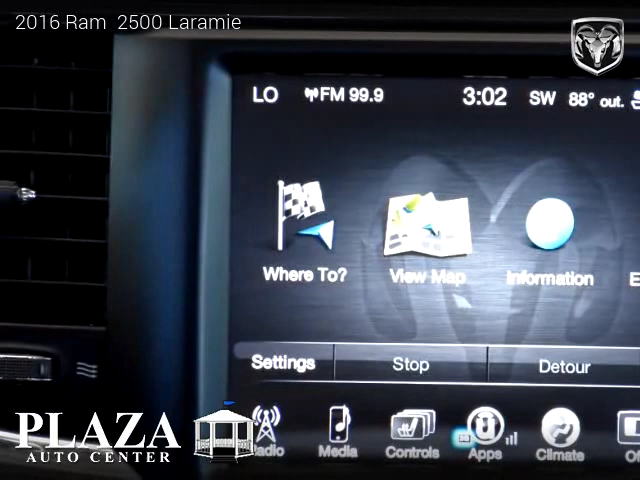 2016 Ram 2500 Laramie
LO FM 99.9 3:02 SW 88° out.
Where To? View Map Information
Settings Stop Detour
Media Controls Apps Climate
PLAZA
AUTO CENTER